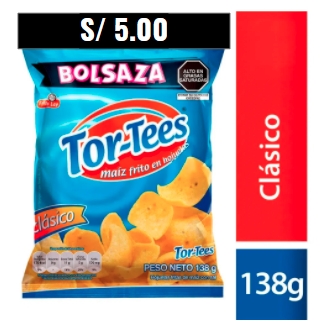 S/ 5.00
BOLSAZA
ALTO EN
GRASAS
SATURADAS
Tor-Tees
maíz frito en hojuelas
Clásico
Tor-Tees
PESO NETO 138 g
Clásico
138g